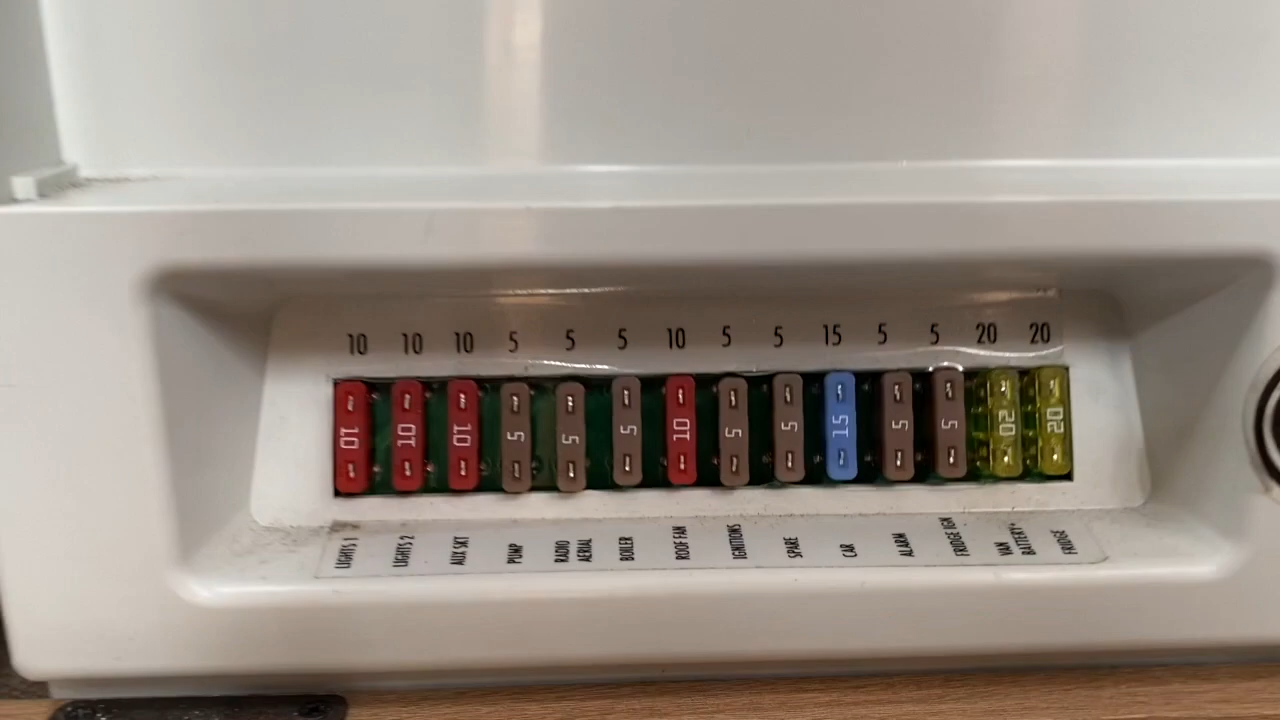 10 10 10 5 5 5 10 5 5 15 5 5 20 20
10 10 10 5 5 5 10 5 5 15 5 5 20 20
LIGHTS 1
LIGHTS 2
AUX SKT
PUMP
RADIO
AERIAL
BOILER
ROOF FAN
IGNITIONS
SPARE
CAR
ALARM
FRIDGE IGN
VAN
BATTERY+
FRIDGE